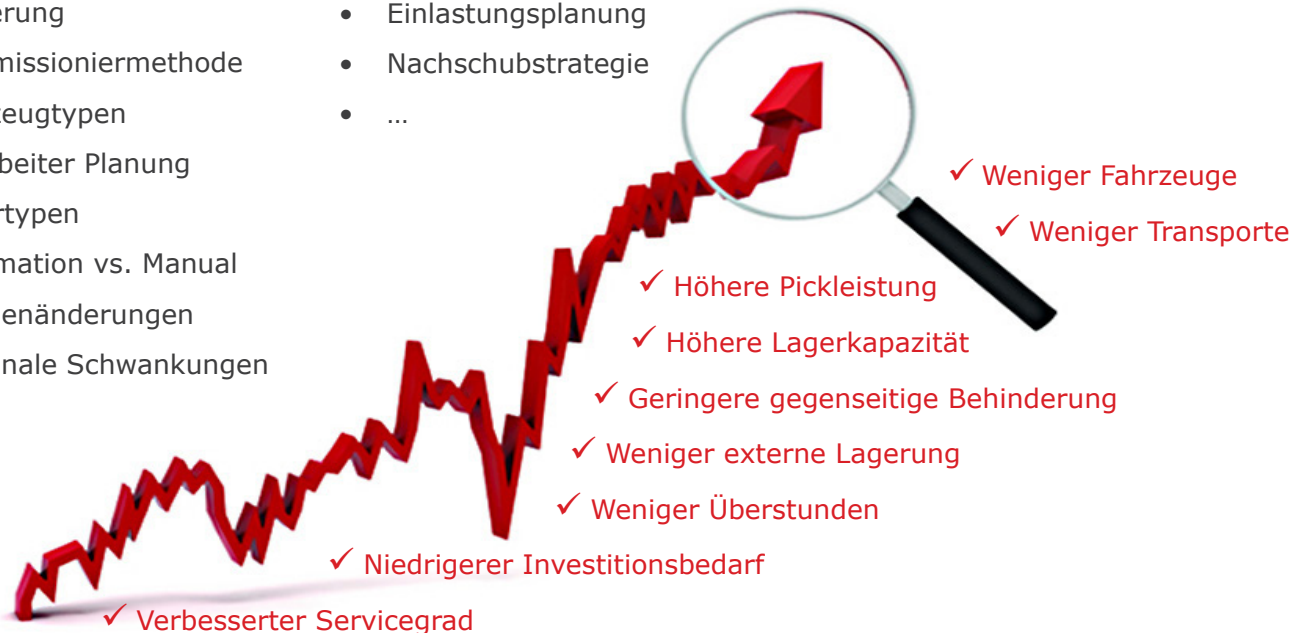 erung
missioniermethode
zeugtypen
beiter Planung
rtypen
mation vs. Manual
enänderungen
nale Schwankungen
• Einlastungsplanung
• Nachschubstrategie
• …
✓ Weniger Fahrzeuge
✓ Weniger Transporte
✓ Höhere Pickleistung
✓ Höhere Lagerkapazität
✓ Geringere gegenseitige Behinderung
✓ Weniger externe Lagerung
✓ Weniger Überstunden
✓ Niedrigerer Investitionsbedarf
✓ Verbesserter Servicegrad